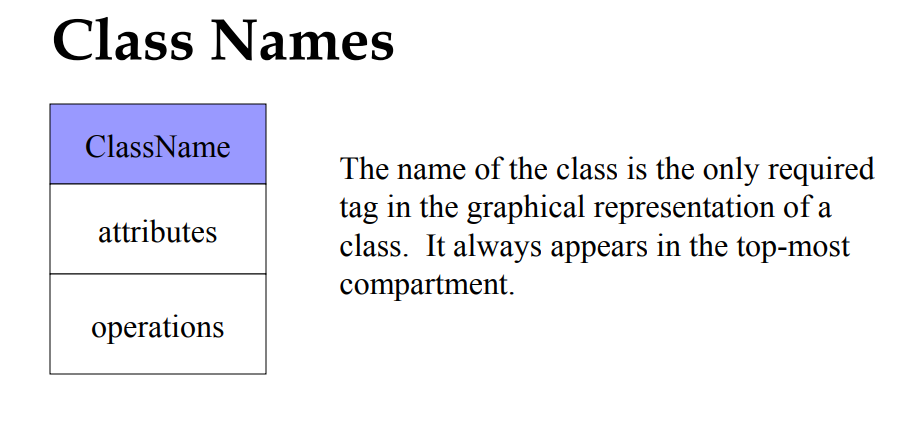 Class Names
ClassName
attributes
operations
The name of the class is the only required
tag in the graphical representation of a
class.  It always appears in the top-most
compartment.